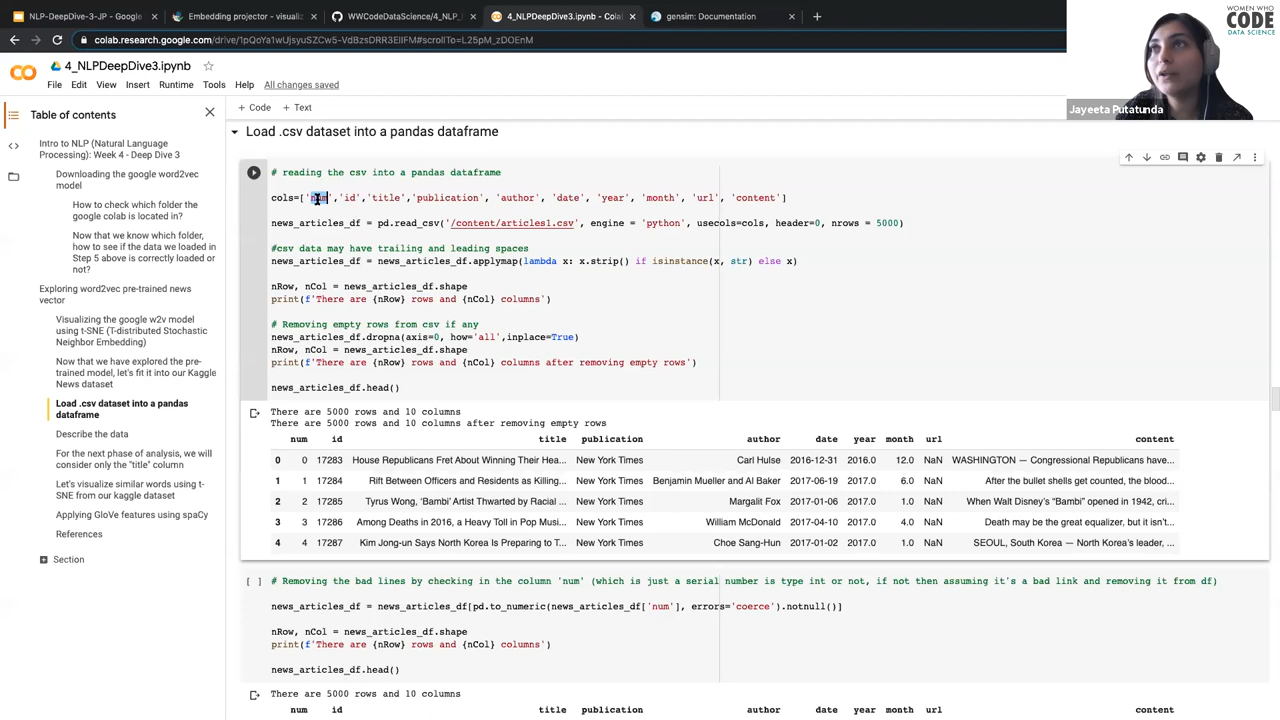 NLP-DeepDive-3-JP - Google
Embedding projector - visualiz
WWCodeDataScience/4_NLP_
4_NLPDeepDive3.ipynb - Colab
gensim: Documentation
WOMEN WHO
CODE
DATA SCIENCE
colab.research.google.com/drive/1pQoYa1wUjsyuSZCw5-VdBzsDRR3ElIFM#scrollTo=L25pM_zDOEnM
4_NLPDeepDive3.ipynb
File Edit View Insert Runtime Tools Help All changes saved
Jayeeta Putatunda
Table of contents
+ Code + Text
Intro to NLP (Natural Language
Processing): Week 4 - Deep Dive 3
Downloading the google word2vec
model
How to check which folder the
google colab is located in?
Now that we know which folder,
how to see if the data we loaded in
Step 5 above is correctly loaded or
not?
Exploring word2vec pre-trained news
vector
Visualizing the google w2v model
using t-SNE (T-distributed Stochastic
Neighbor Embedding)
Now that we have explored the pre-
trained model, let's fit it into our Kaggle
News dataset
Load .csv dataset into a pandas
dataframe
Describe the data
For the next phase of analysis, we will
consider only the "title" column
Let's visualize similar words using t-
SNE from our kaggle dataset
Applying GloVe features using spaCy
References
Section
Load .csv dataset into a pandas dataframe
# reading the csv into a pandas dataframe
cols=['num','id','title','publication', 'author', 'date', 'year', 'month', 'url', 'content']
news_articles_df = pd.read_csv('/content/articles1.csv', engine = 'python', usecols=cols, header=0, nrows = 5000)
#csv data may have trailing and leading spaces
news_articles_df = news_articles_df.applymap(lambda x: x.strip() if isinstance(x, str) else x)
nRow, nCol = news_articles_df.shape
print(f'There are {nRow} rows and {nCol} columns')
# Removing empty rows from csv if any
news_articles_df.dropna(axis=0, how='all',inplace=True)
nRow, nCol = news_articles_df.shape
print(f'There are {nRow} rows and {nCol} columns after removing empty rows')
news_articles_df.head()
There are 5000 rows and 10 columns
There are 5000 rows and 10 columns after removing empty rows
num id title publication author date year month url content
0 0 17283 House Republicans Fret About Winning Their Hea... New York Times Carl Hulse 2016-12-31 2016.0 12.0 NaN WASHINGTON — Congressional Republicans have...
1 1 17284 Rift Between Officers and Residents as Killing... New York Times Benjamin Mueller and Al Baker 2017-06-19 2017.0 6.0 NaN After the bullet shells get counted, the blood...
2 2 17285 Tyrus Wong, ‘Bambi’ Artist Thwarted by Racial ... New York Times Margalit Fox 2017-01-06 2017.0 1.0 NaN When Walt Disney’s “Bambi” opened in 1942, cri...
3 3 17286 Among Deaths in 2016, a Heavy Toll in Pop Musi... New York Times William McDonald 2017-04-10 2017.0 4.0 NaN Death may be the great equalizer, but it isn’t...
4 4 17287 Kim Jong-un Says North Korea Is Preparing to T... New York Times Choe Sang-Hun 2017-01-02 2017.0 1.0 NaN SEOUL, South Korea — North Korea’s leader, ...
[ ] # Removing the bad lines by checking in the column 'num' (which is just a serial number is type int or not, if not then assuming it's a bad link and removing it from df)
news_articles_df = news_articles_df[pd.to_numeric(news_articles_df['num'], errors='coerce').notnull()]
nRow, nCol = news_articles_df.shape
print(f'There are {nRow} rows and {nCol} columns')
news_articles_df.head()
There are 5000 rows and 10 columns
num id title publication author date year month url content